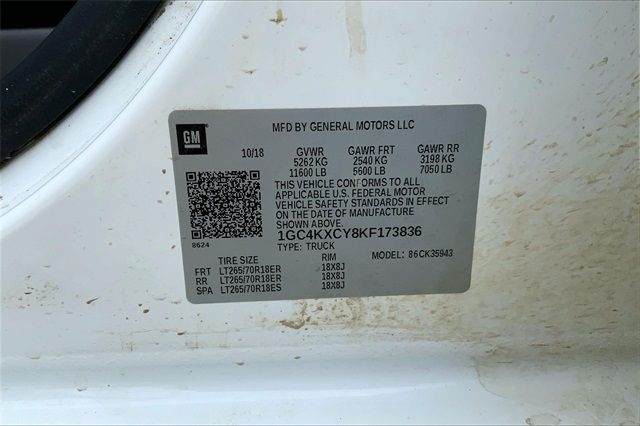 GM
MFD BY GENERAL MOTORS LLC
10/18 GVWR GAWR FRT GAWR RR
5262 KG 2540 KG 3198 KG
11600 LB 5600 LB 7050 LB
THIS VEHICLE CONFORMS TO ALL
APPLICABLE U.S. FEDERAL MOTOR
VEHICLE SAFETY STANDARDS IN EFFECT
ON THE DATE OF MANUFACTURE
SHOWN ABOVE.
1GC4KXCY8KF173836
8624
TYPE: TRUCK
MODEL: 86CK35943
TIRE SIZE RIM
FRT LT265/70R18ER 18X8J
RR LT265/70R18ER 18X8J
SPA LT265/70R18ES 18X8J